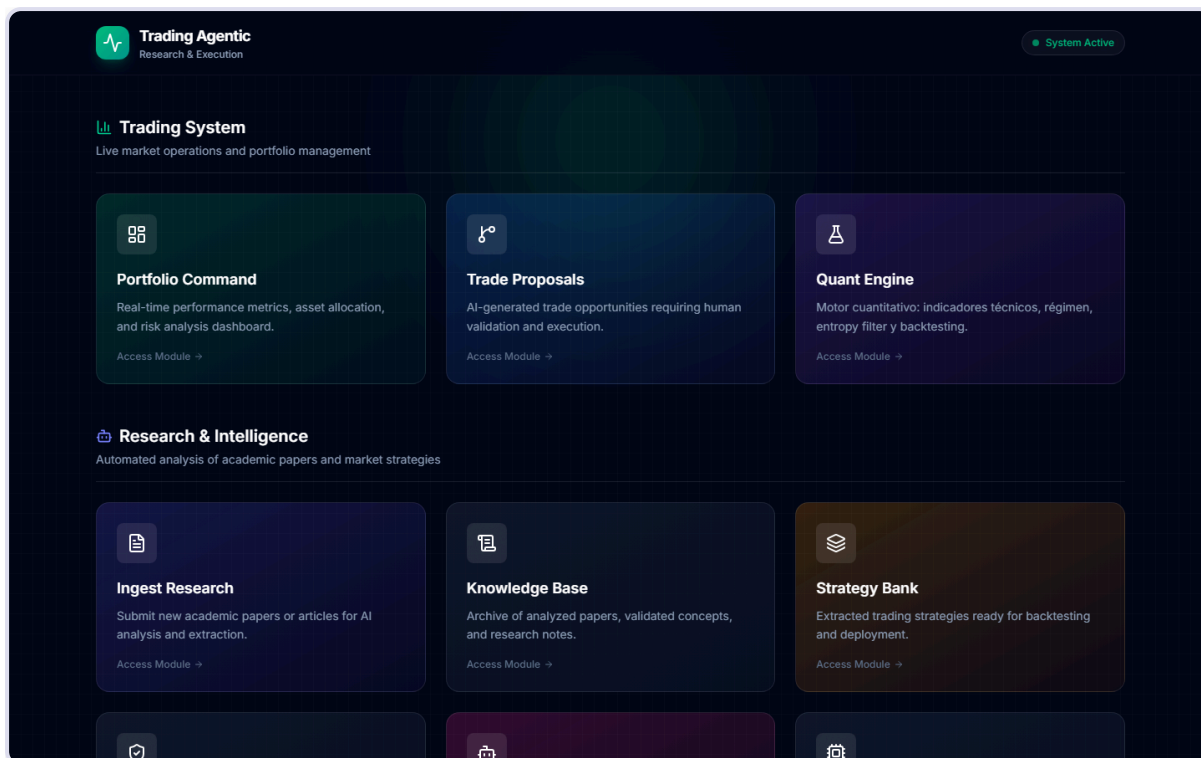 Trading Agentic
Research & Execution
System Active
Trading System
Live market operations and portfolio management
Portfolio Command
Real-time performance metrics, asset allocation,
and risk analysis dashboard.
Access Module →
Trade Proposals
AI-generated trade opportunities requiring human
validation and execution.
Access Module →
Quant Engine
Motor cuantitativo: indicadores técnicos, régimen,
entropy filter y backtesting.
Access Module →
Research & Intelligence
Automated analysis of academic papers and market strategies
Ingest Research
Submit new academic papers or articles for AI
analysis and extraction.
Access Module →
Knowledge Base
Archive of analyzed papers, validated concepts,
and research notes.
Access Module →
Strategy Bank
Extracted trading strategies ready for backtesting
and deployment.
Access Module →